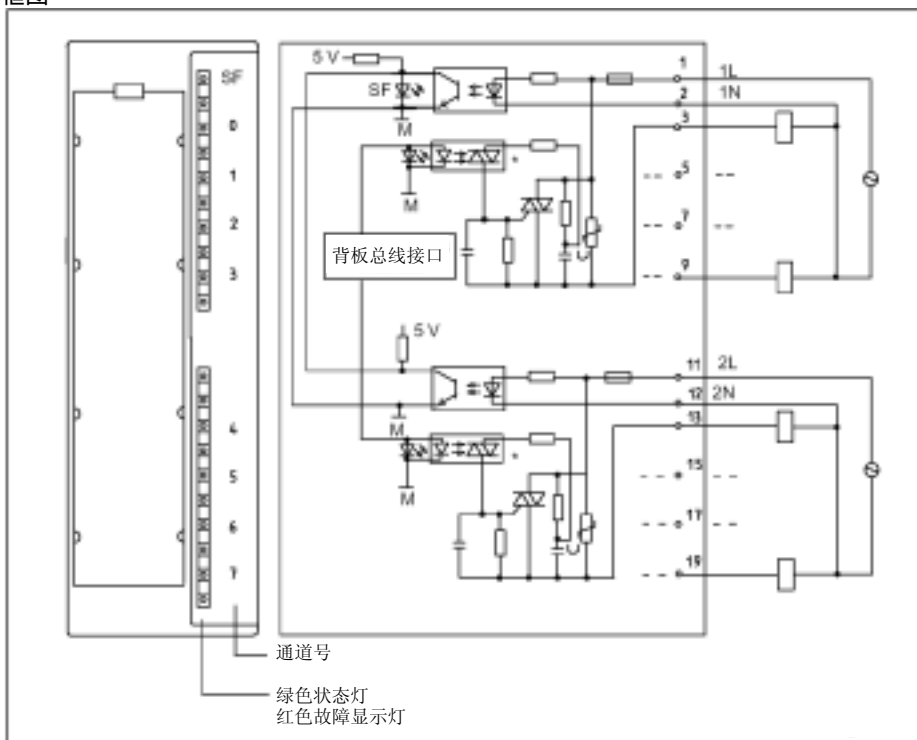 框图
SF
0
1
2
3
4
5
6
7
通道号
绿色状态灯
红色故障显示灯
5 V
SF
M
M
背板总线接口
5 V
M
M
1 1L
2 1N
3
-- 5 --
-- 7 --
-- 9
11 2L
12 2N
13
-- 15 --
-- 17 --
-- 19